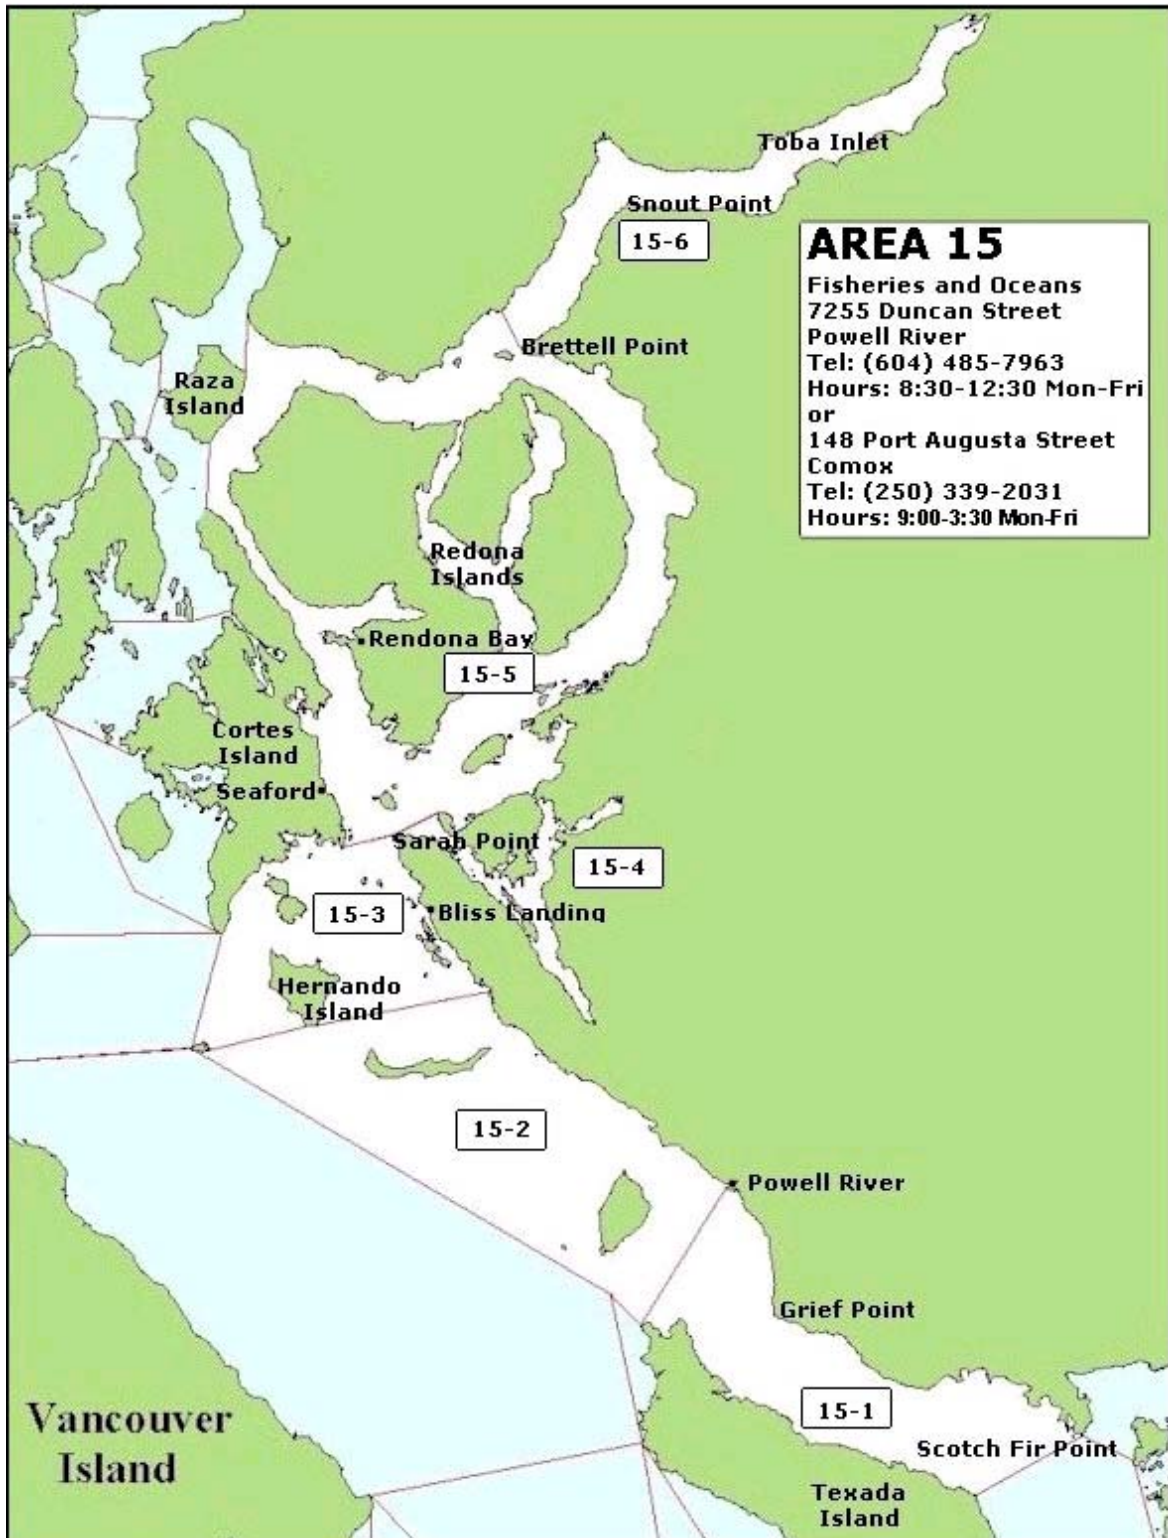 Toba Inlet
Snout Point
15-6
AREA 15
Fisheries and Oceans
7255 Duncan Street
Powell River
Tel: (604) 485-7963
Hours: 8:30-12:30 Mon-Fri
or
148 Port Augusta Street
Comox
Tel: (250) 339-2031
Hours: 9:00-3:30 Mon-Fri
Brettell Point
Raza
Island
Redona
Islands
Rendona Bay
15-5
Cortes
Island
Seaford
Sarah Point
15-4
15-3
Bliss Landing
Hernando
Island
15-2
Powell River
Grief Point
15-1
Scotch Fir Point
Vancouver
Island
Texada
Island